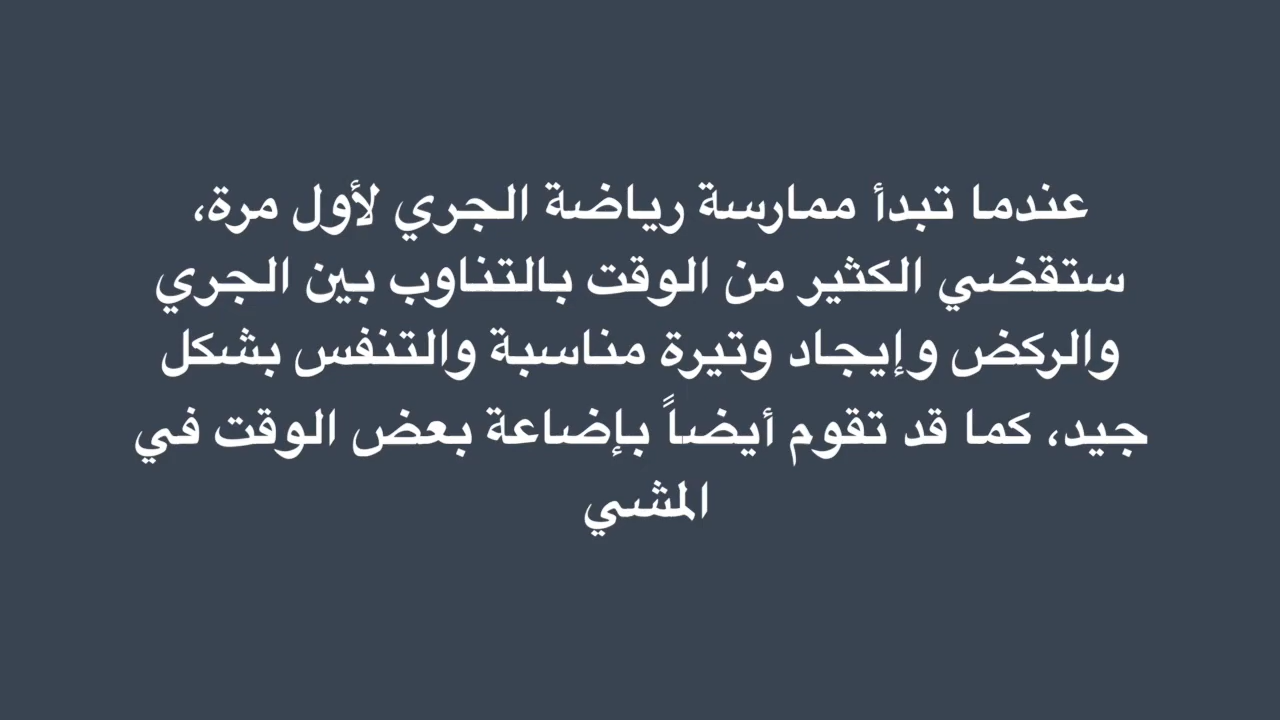 عندما تبدأ ممارسة رياضة الجري لأول مرة،
ستقضي الكثير من الوقت بالتناوب بين الجري
والركض وإيجاد وتيرة مناسبة والتنفس بشكل
جيد، كما قد تقوم أيضاً بإضاعة بعض الوقت في
المشي